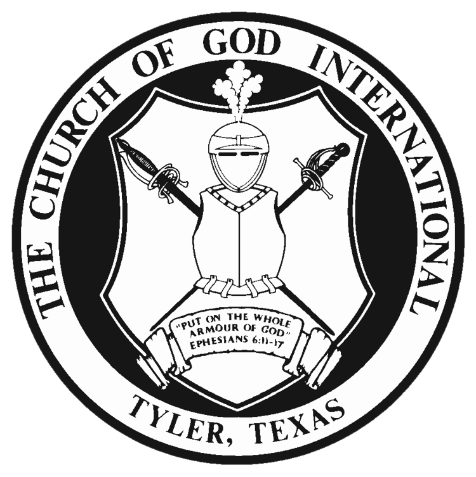 THE CHURCH OF GOD INTERNATIONAL
"PUT ON THE WHOLE
ARMOUR OF GOD"
EPHESIANS 6:11-17
TYLER, TEXAS